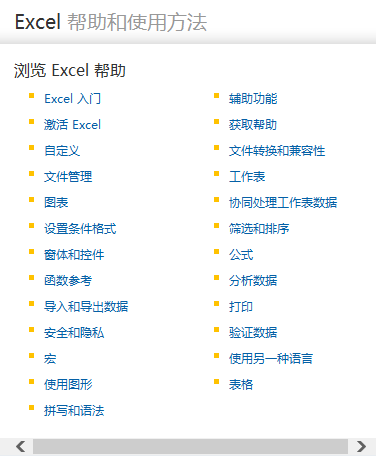 Excel 帮助和使用方法
浏览 Excel 帮助
Excel 入门
激活 Excel
自定义
文件管理
图表
设置条件格式
窗体和控件
函数参考
导入和导出数据
安全和隐私
宏
使用图形
拼写和语法
辅助功能
获取帮助
文件转换和兼容性
工作表
协同处理工作表数据
筛选和排序
公式
分析数据
打印
验证数据
使用另一种语言
表格